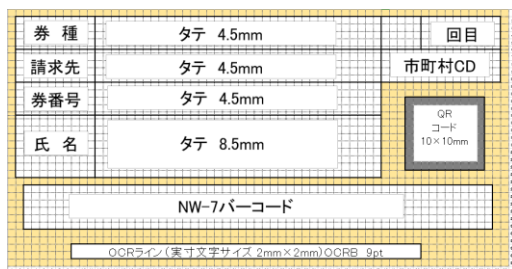 券 種 タテ 4.5mm 回目
請求先 タテ 4.5mm 市町村CD
券番号 タテ 4.5mm
QR
コード
10×10mm
氏 名 タテ 8.5mm
NW-7バーコード
OCRライン(実寸文字サイズ 2mm×2mm)OCRB 9pt